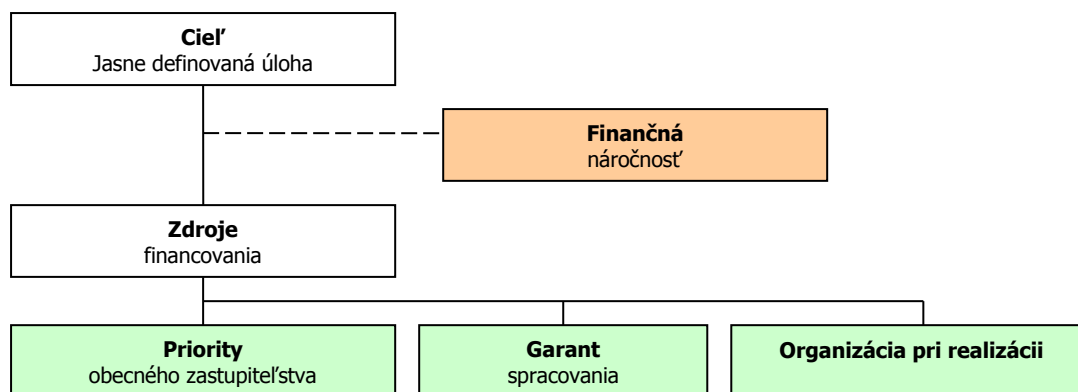 Cieľ
Jasne definovaná úloha
Finančná
náročnosť
Zdroje
financovania
Priority
obecného zastupiteľstva
Garant
spracovania
Organizácia pri realizácii